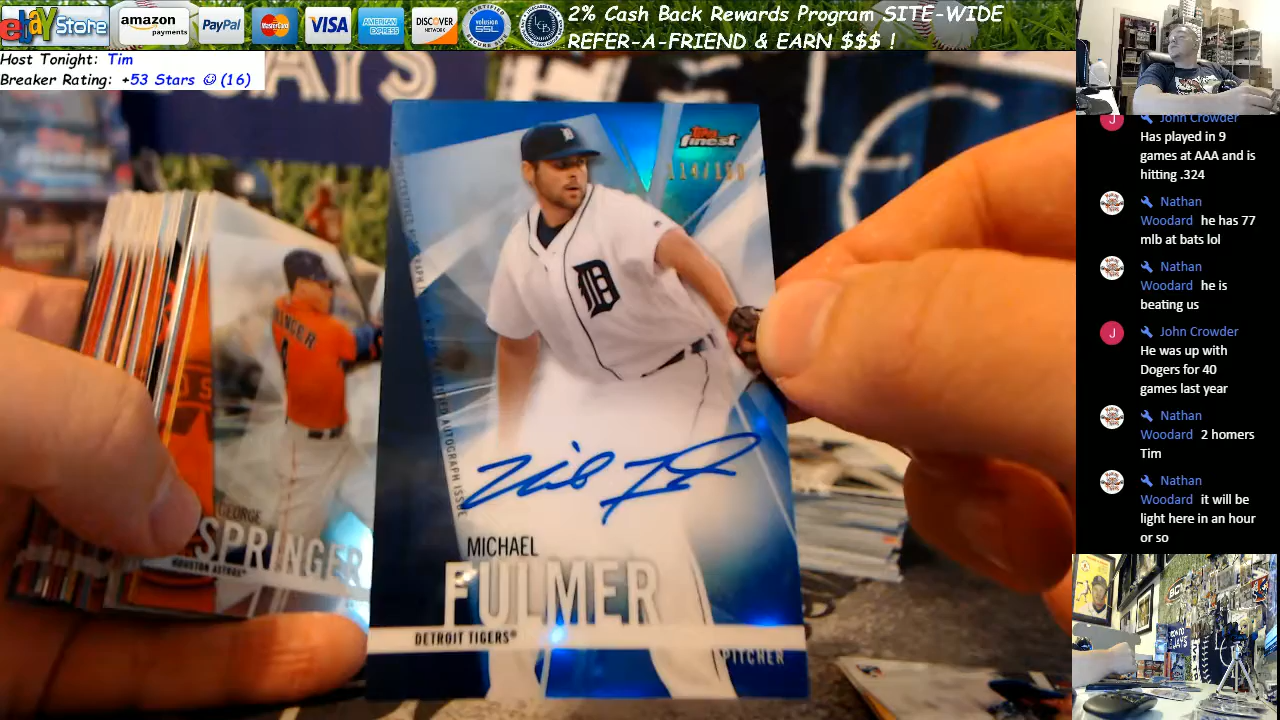 ebay Store
amazon
payments
PayPal
MasterCard
VISA
AMERICAN
EXPRESS
DISCOVER
NETWORK
volusion
SSL
2% Cash Back Rewards Program SITE-WIDE
REFER-A-FRIEND & EARN $$$ !
Host Tonight: Tim
Breaker Rating: +53 Stars ☺ (16)
Topps
finest
AUTOGRAPH ISSUE
MICHAEL
FULMER
DETROIT TIGERS®
PITCHER
D
GEORGE
SPRINGER
HOUSTON ASTROS®
John Crowder
Has played in 9
games at AAA and is
hitting .324
Nathan
Woodard he has 77
mlb at bats lol
Nathan
Woodard he is
beating us
J John Crowder
He was up with
Dogers for 40
games last year
Nathan
Woodard 2 homers
Tim
Nathan
Woodard it will be
light here in an hour
or so